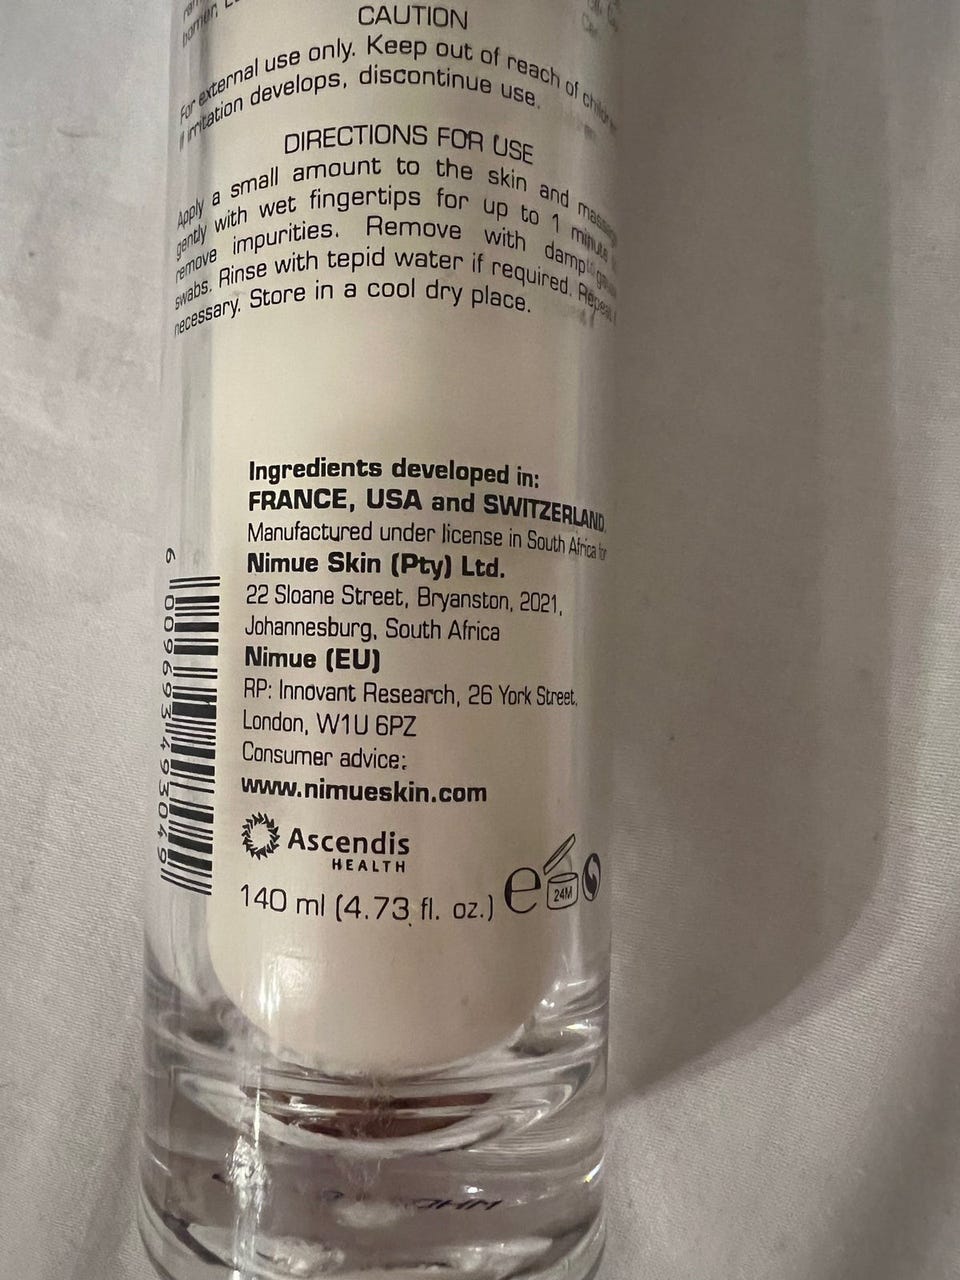 CAUTION
For external use only. Keep out of reach of children
If irritation develops, discontinue use.
DIRECTIONS FOR USE
Apply a small amount to the skin and massage
gently with wet fingertips for up to 1 minute
remove impurities. Remove with damp
swabs. Rinse with tepid water if required. Repeat
necessary. Store in a cool dry place.
Ingredients developed in:
FRANCE, USA and SWITZERLAND.
Manufactured under license in South Africa for
Nimue Skin (Pty) Ltd.
22 Sloane Street, Bryanston, 2021,
Johannesburg, South Africa
Nimue (EU)
RP: Innovant Research, 26 York Street,
London, W1U 6PZ
Consumer advice:
www.nimueskin.com
Ascendis
HEALTH
140 ml (4.73 fl. oz.) e 24M
6 009693 493049